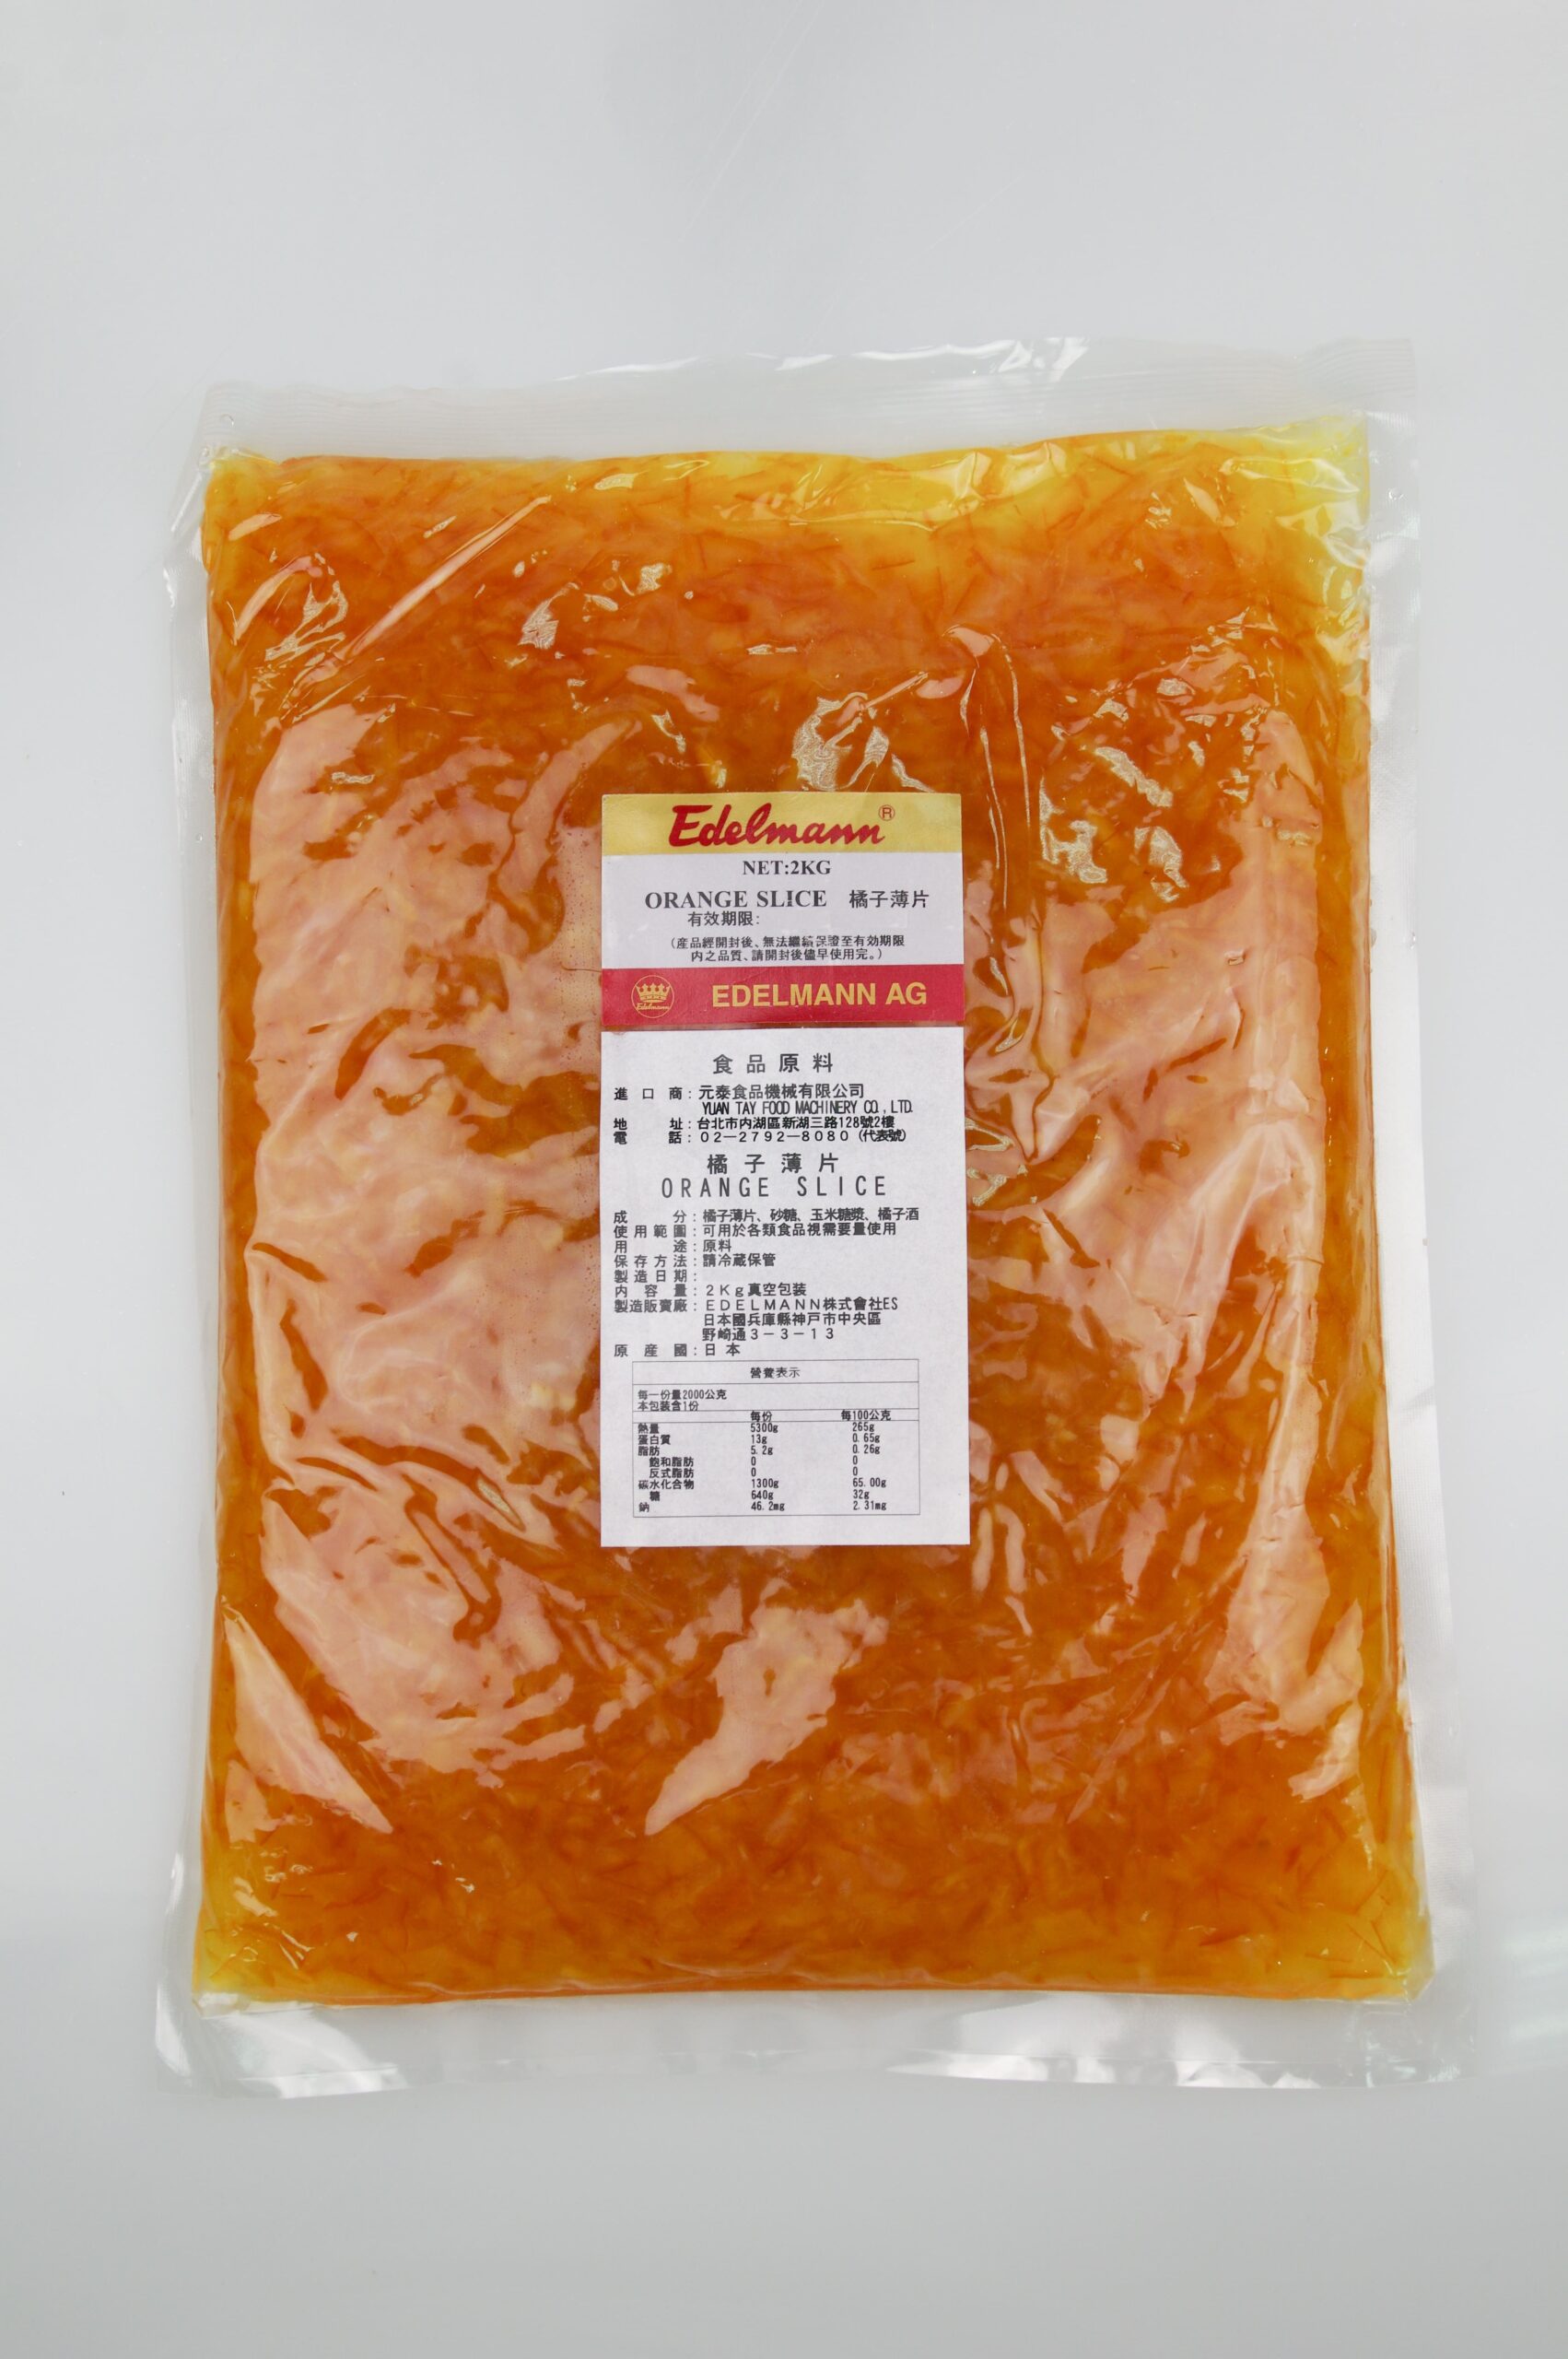 Edelmann®
NET:2KG
ORANGE SLICE 橘子薄片
有效期限:
(產品經開封後、無法繼續保證至有効期限
内之品質、請開封後儘早使用完。)
Edelmann
EDELMANN AG
食品原料
進口商:元泰食品機械有限公司
YUAN TAY FOOD MACHINERY CO., LTD.
地址:台北市内湖區新湖三路128號2樓
電話:02—2792—8080 (代表號)
橘子薄片
ORANGE SLICE
成分:橘子薄片、砂糖、玉米糖漿、橘子酒
使用範圍:可用於各類食品視需要量使用
用途:原料
保存方法:請冷蔵保管
製造日期:
内容量:2Kg真空包装
製造販賣廠:EDELMANN株式會社ES
日本國兵庫縣神戸市中央區
野崎通3-3-13
原産國:日本
營養表示
每一份量2000公克
本包装含1份
每份 每100公克
熱量 5300g 265g
蛋白質 13g 0.65g
脂肪 5.2g 0.26g
飽和脂肪 0 0
反式脂肪 0 0
碳水化合物 1300g 65.00g
糖 640g 32g
鈉 46.2mg 2.31mg